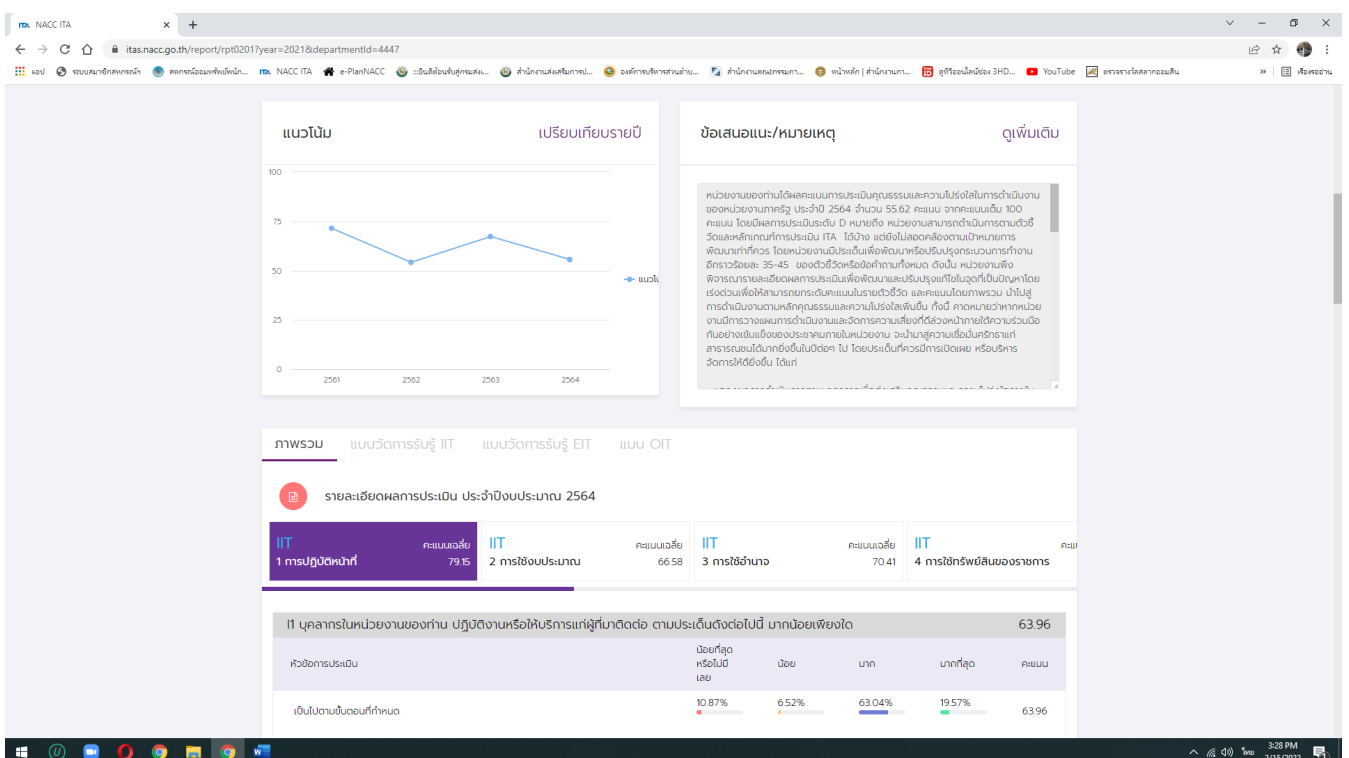 ITA NACC ITA
itas.nacc.go.th/report/rpt0201?year=2021&departmentId=4447
แอป
NACC ITA
e-PlanNACC
YouTube
ตรวจรางวัลสลากออมสิน
แนวโน้ม
เปรียบเทียบรายปี
100
75
50
25
0
2561 2562 2563 2564
ข้อเสนอแนะ/หมายเหตุ
ดูเพิ่มเติม
หน่วยงานของท่านได้ผลคะแนนการประเมินคุณธรรมและความโปร่งใสในการดำเนินงาน
ของหน่วยงานภาครัฐ ประจำปี 2564 จำนวน 55.62 คะแนน จากคะแนนเต็ม 100
คะแนน โดยมีผลการประเมินระดับ D หมายถึง หน่วยงานสามารถดำเนินการตามตัวชี้
วัดและหลักเกณฑ์การประเมิน ITA ได้บ้าง แต่ยังไม่สอดคล้องตามเป้าหมายการ
พัฒนาเท่าที่ควร โดยหน่วยงานมีประเด็นเพื่อพัฒนาหรือปรับปรุงกระบวนการทำงาน
อีกราวร้อยละ 35-45 ของตัวชี้วัดหรือข้อคำถามทั้งหมด ดังนั้น หน่วยงานพึง
พิจารณารายละเอียดผลการประเมินเพื่อพัฒนาและปรับปรุงแก้ไขในจุดที่เป็นปัญหาโดย
เร่งด่วนเพื่อให้สามารถยกระดับคะแนนในรายตัวชี้วัด และคะแนนโดยภาพรวม นำไปสู่
การดำเนินงานตามหลักคุณธรรมและความโปร่งใสเพิ่มขึ้น ทั้งนี้ คาดหมายว่าหากหน่วย
งานมีการวางแผนการดำเนินงานและจัดการความเสี่ยงที่ดีล่วงหน้าภายใต้ความร่วมมือ
กันอย่างเข้มแข็งของประชาคมภายในหน่วยงาน จะนำมาสู่ความเชื่อมั่นศรัทธาแก่
สาธารณชนได้มากยิ่งขึ้นในปีต่อๆ ไป โดยประเด็นที่ควรมีการเปิดเผย หรือบริหาร
จัดการให้ดียิ่งขึ้น ได้แก่
ภาพรวม แบบวัดการรับรู้ IIT แบบวัดการรับรู้ EIT แบบ OIT
รายละเอียดผลการประเมิน ประจำปีงบประมาณ 2564
IIT คะแนนเฉลี่ย IIT คะแนนเฉลี่ย IIT คะแนนเฉลี่ย IIT
1 การปฏิบัติหน้าที่ 79.15 2 การใช้งบประมาณ 66.58 3 การใช้อำนาจ 70.41 4 การใช้ทรัพย์สินของราชการ
I1 บุคลากรในหน่วยงานของท่าน ปฏิบัติงานหรือให้บริการแก่ผู้ที่มาติดต่อ ตามประเด็นดังต่อไปนี้ มากน้อยเพียงใด 63.96
หัวข้อการประเมิน น้อยที่สุด
หรือไม่มี น้อย มาก มากที่สุด คะแนน
เลย
เป็นไปตามขั้นตอนที่กำหนด 10.87% 6.52% 63.04% 19.57% 63.96
ไทย 3:28 PM
2/15/2022